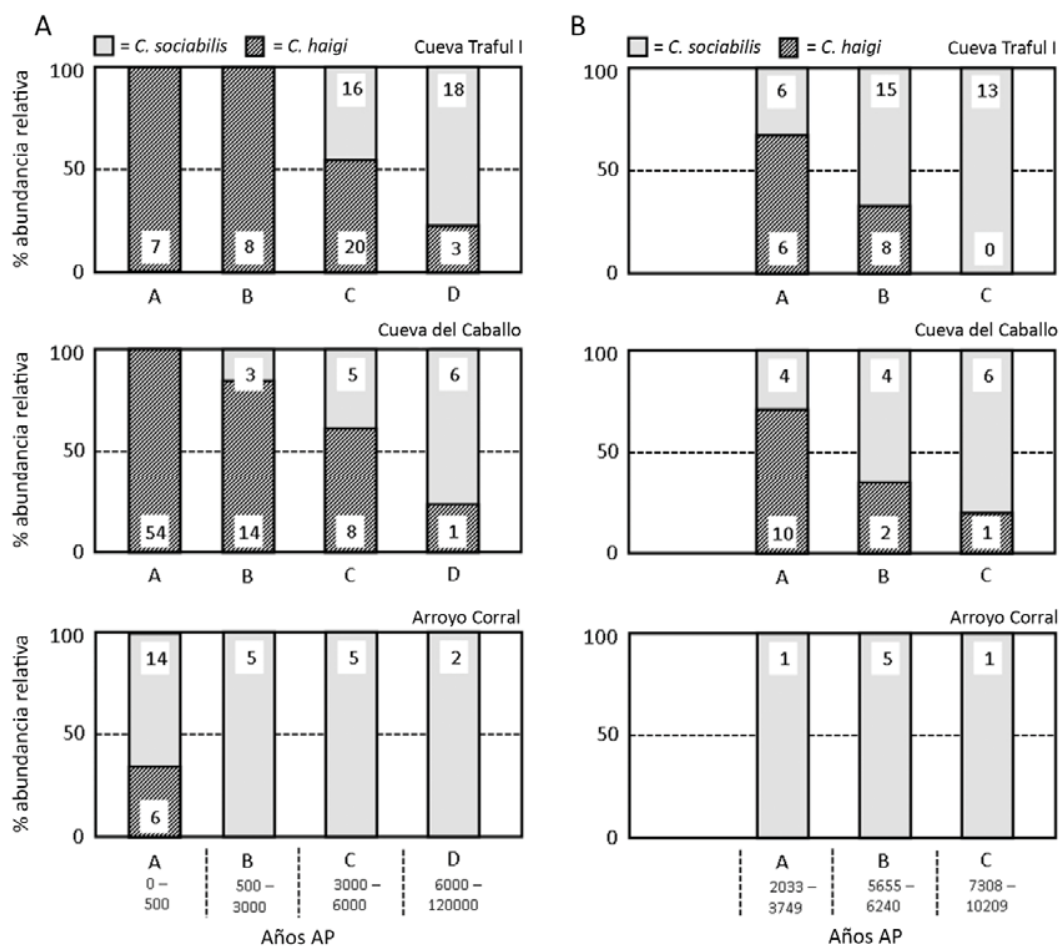 A
= C. sociabilis = C. haigi
Cueva Traful I
% abundancia relativa
100
50
0
16
18
7
8
20
3
A B C D
Cueva del Caballo
% abundancia relativa
100
50
0
3
5
6
54
14
8
1
A B C D
Arroyo Corral
% abundancia relativa
100
50
0
14
5
5
2
6
A B C D
0 – 500 – 3000 – 6000 –
500 3000 6000 120000
Años AP
B
= C. sociabilis = C. haigi
Cueva Traful I
100
50
0
6
15
13
6
8
0
A B C
Cueva del Caballo
100
50
0
4
4
6
10
2
1
A B C
Arroyo Corral
100
50
0
1
5
1
A B C
2033 – 5655 – 7308 –
3749 6240 10209
Años AP